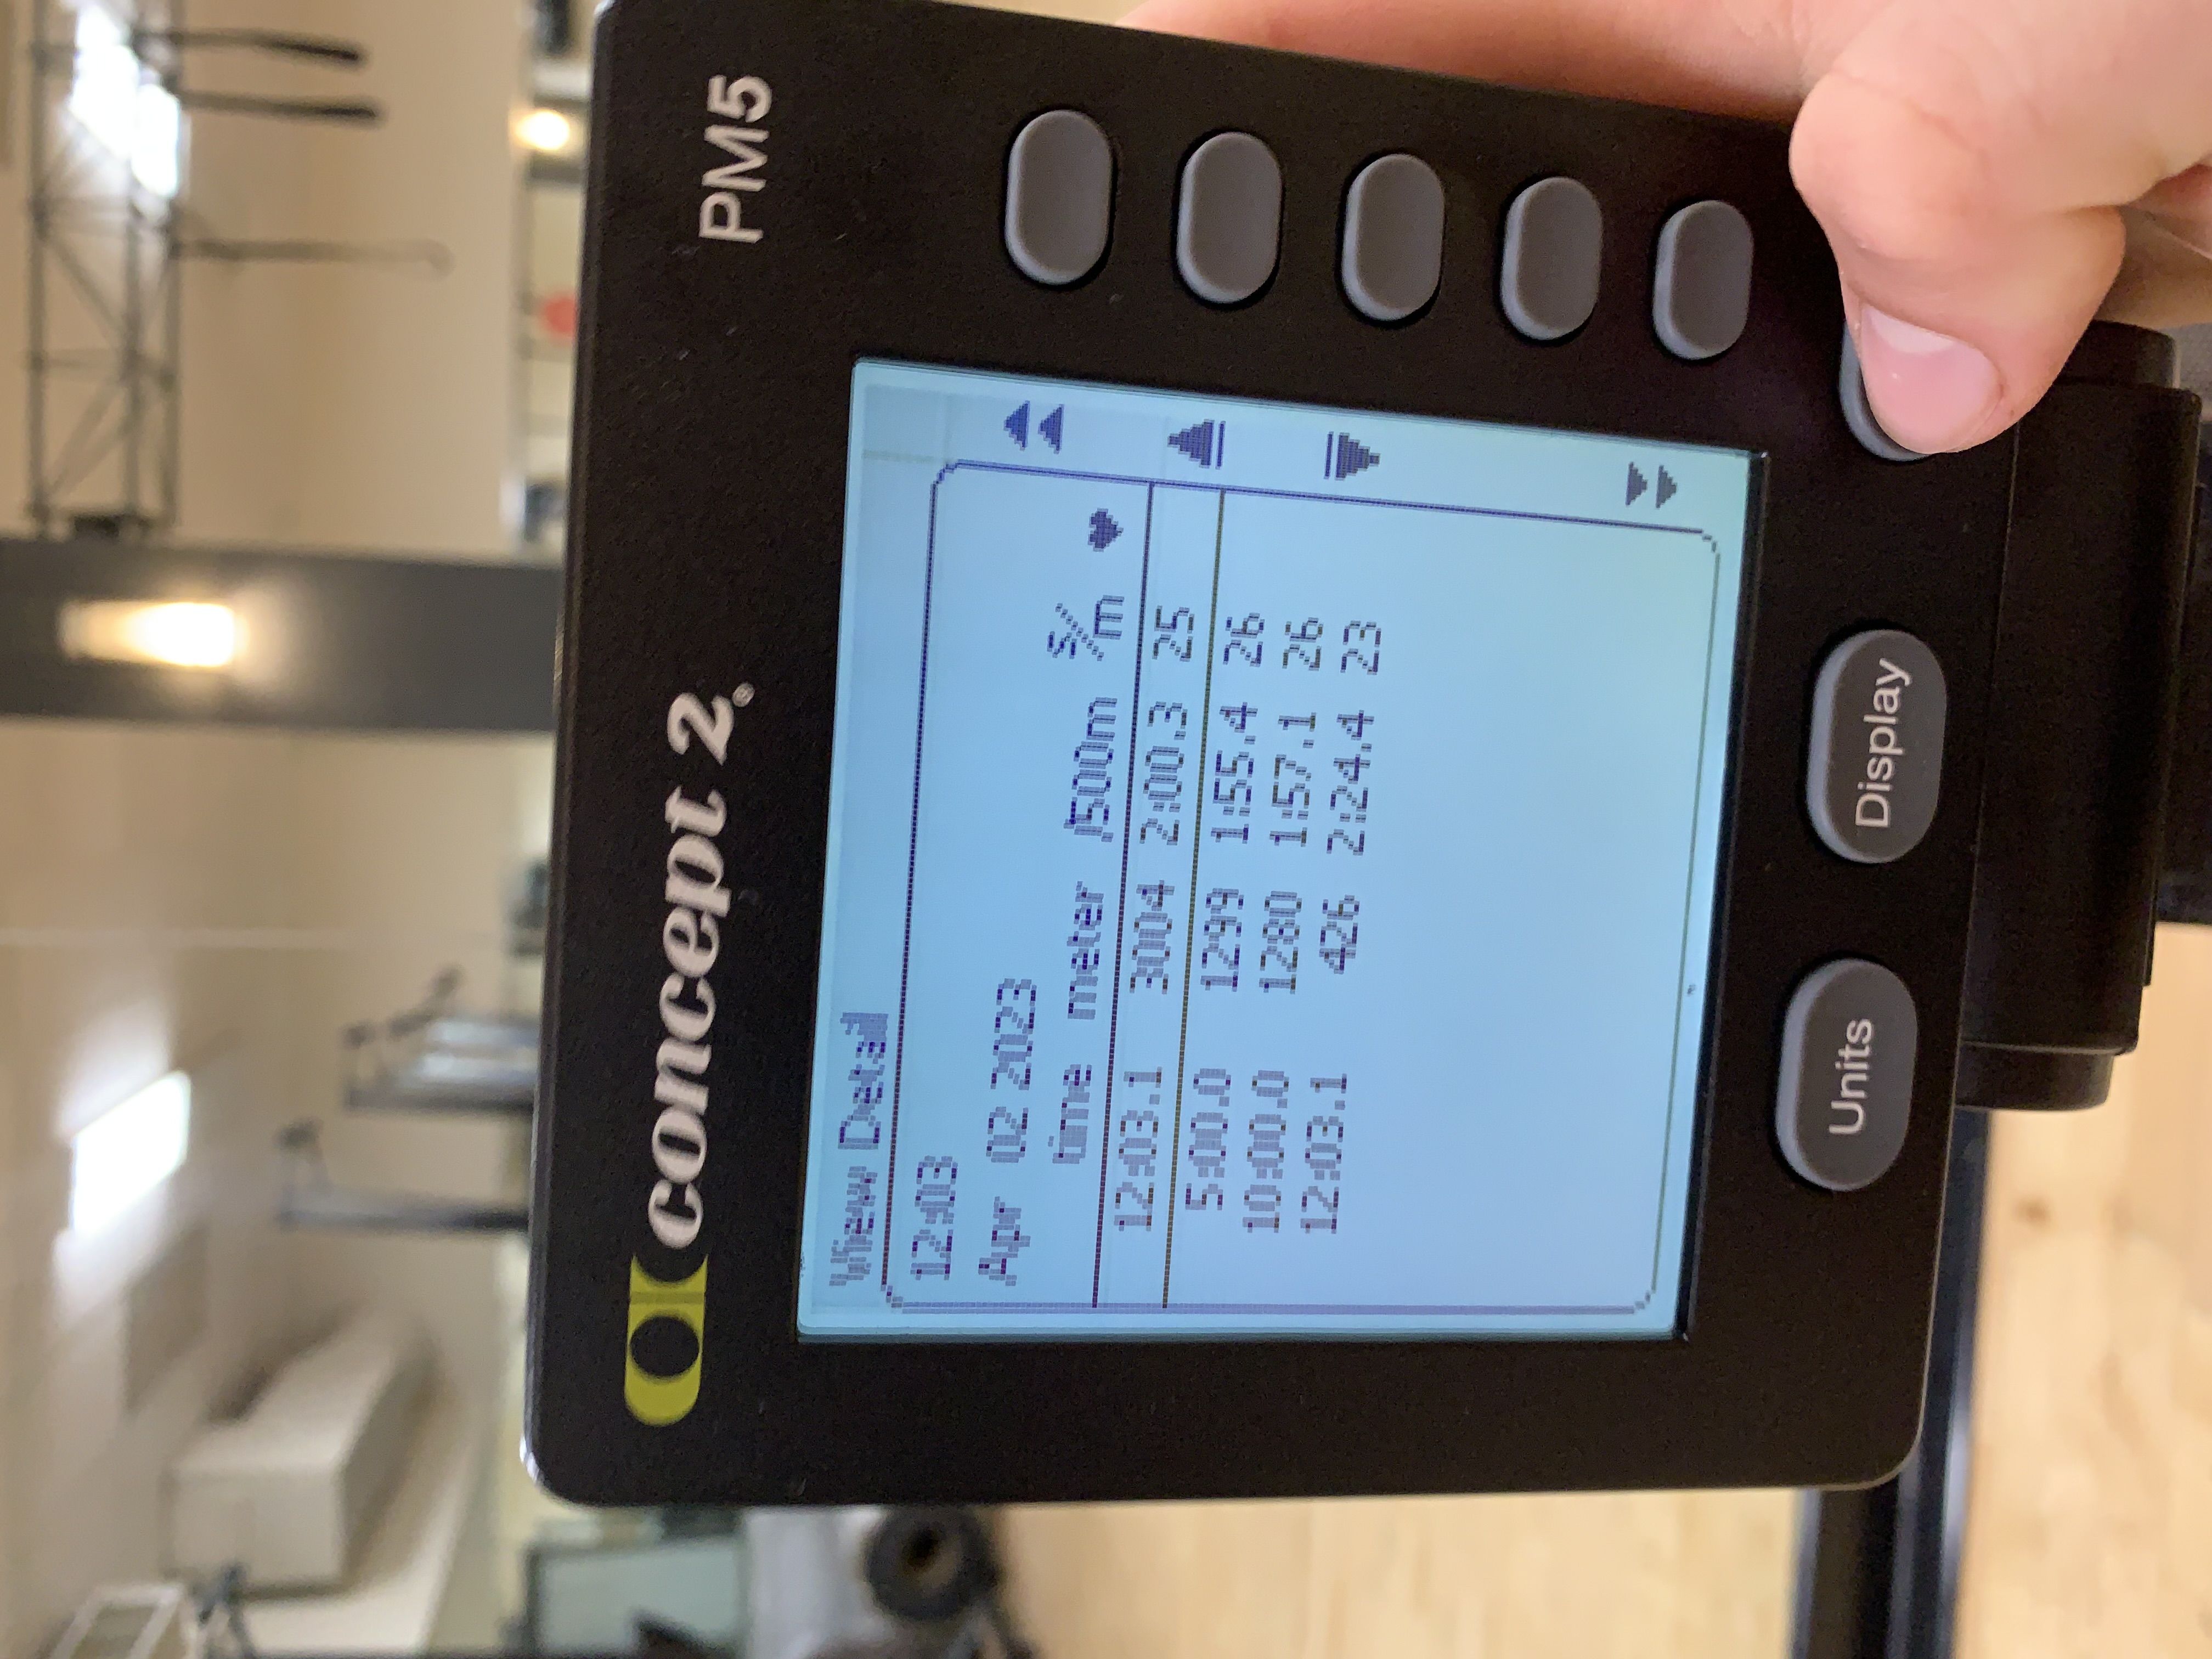 concept 2®
PM5
View Detail
12:03
Apr 02 2023
time meter /500m s/m ♥
12:03.1 3004 2:00.3 25
5:00.0 1299 1:55.4 26
10:00.0 1280 1:57.1 26
12:03.1 426 2:24.4 23
Units
Display